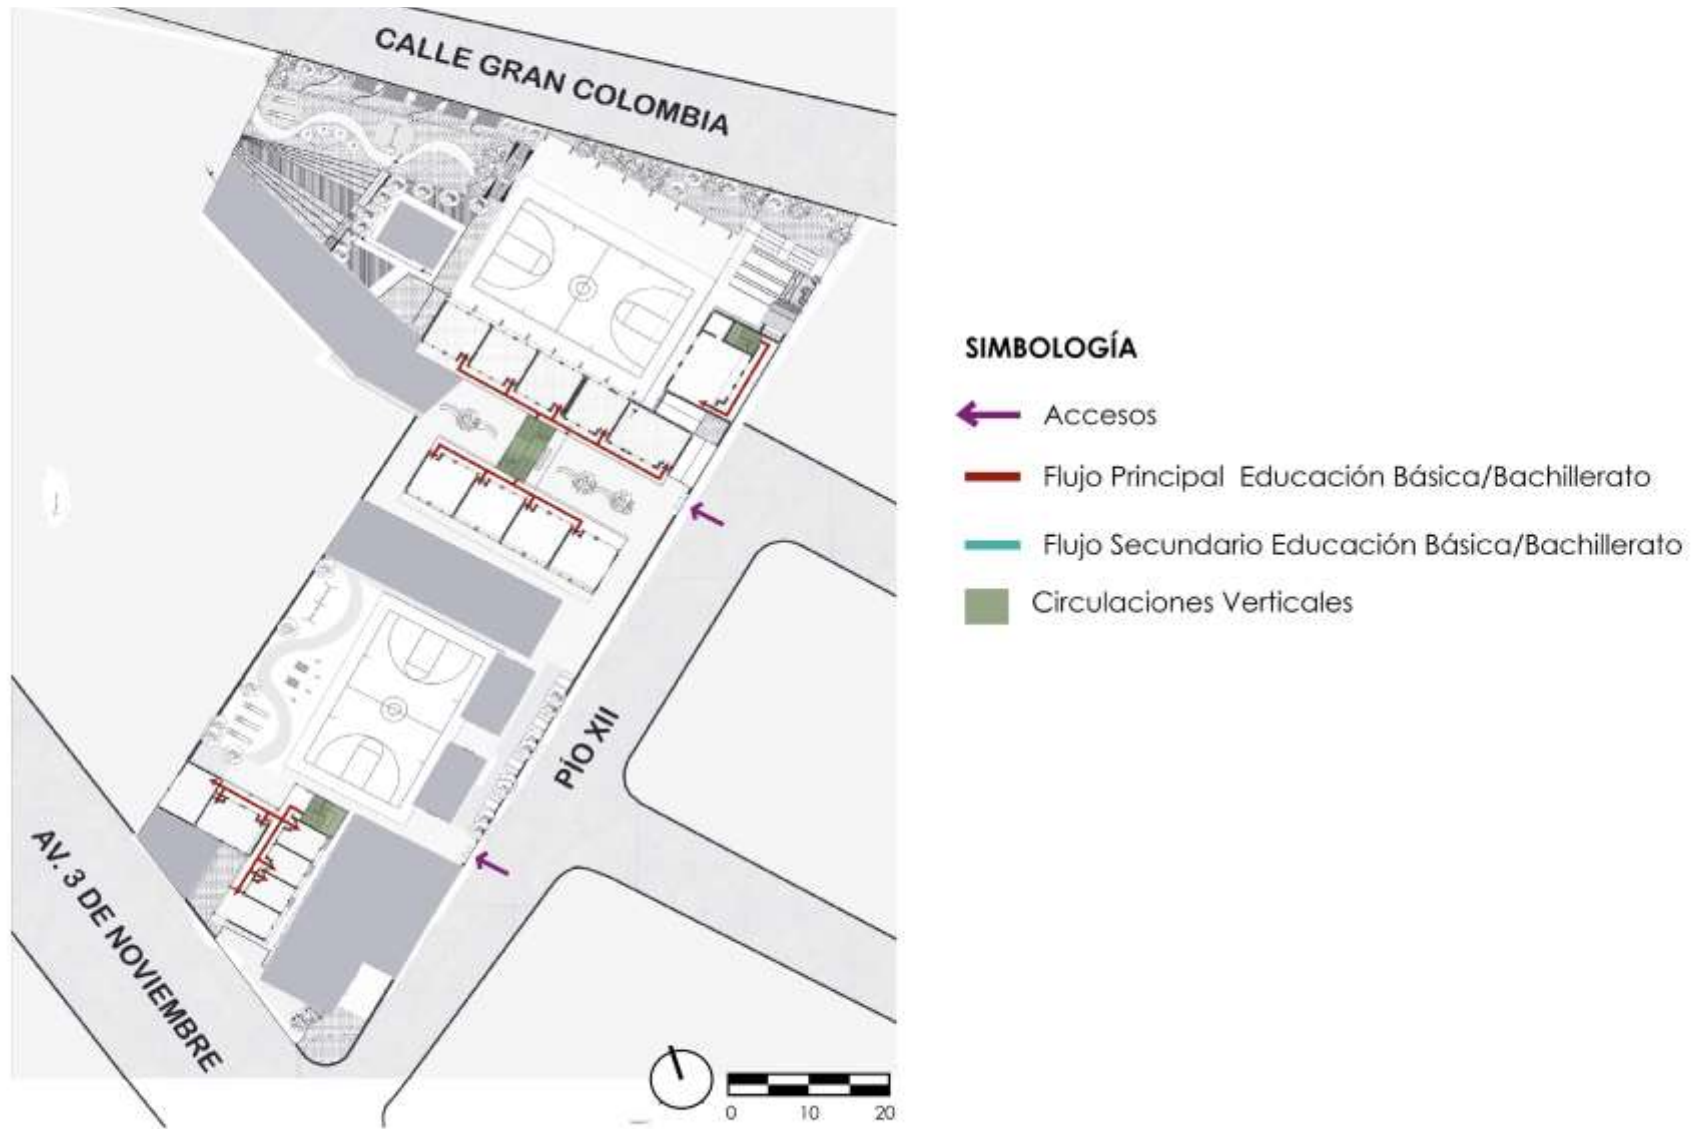 CALLE GRAN COLOMBIA
SIMBOLOGÍA
Accesos
Flujo Principal Educación Básica/Bachillerato
Flujo Secundario Educación Básica/Bachillerato
Circulaciones Verticales
PÍO XII
AV. 3 DE NOVIEMBRE
0 10 20